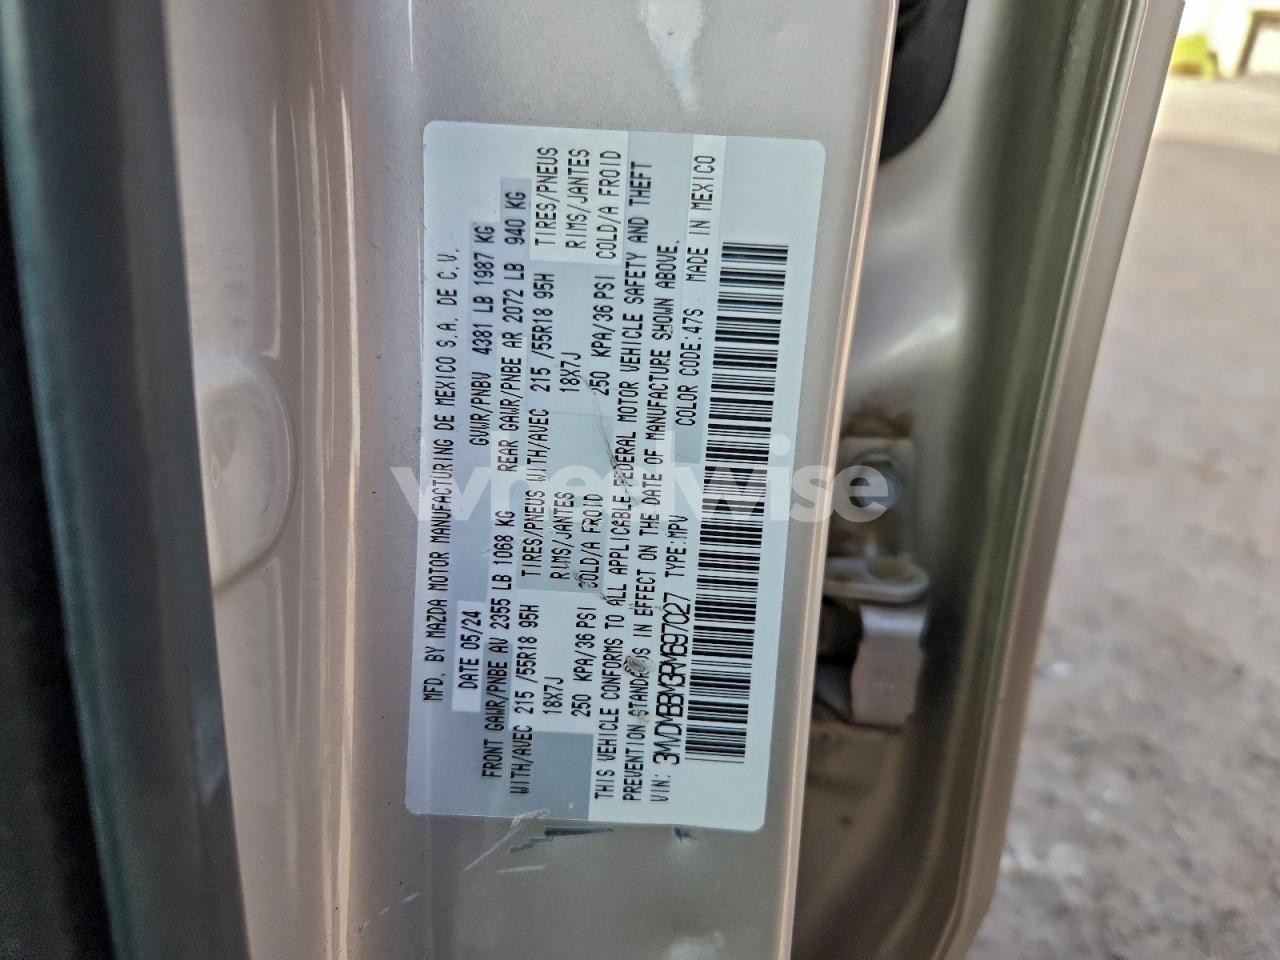 MFD. BY MAZDA MOTOR MANUFACTURING DE MEXICO S.A. DE C.V.
DATE 05/24 GVWR/PNBV 4381 LB 1987 KG
FRONT GAWR/PNBE AV 2355 LB 1068 KG REAR GAWR/PNBE AR 2072 LB 940 KG
WITH/AVEC 215 /55R18 95H TIRES/PNEUS WITH/AVEC 215 /55R18 95H TIRES/PNEUS
18X7J RIMS/JANTES 18X7J RIMS/JANTES
250 KPA/36 PSI COLD/A FROID 250 KPA/36 PSI COLD/A FROID
THIS VEHICLE CONFORMS TO ALL APPLICABLE FEDERAL MOTOR VEHICLE SAFETY AND THEFT
PREVENTION STANDARDS IN EFFECT ON THE DATE OF MANUFACTURE SHOWN ABOVE.
VIN: 3MVDMBBM3RM697027 TYPE:MPV COLOR CODE:47S MADE IN MEXICO
wheelwise